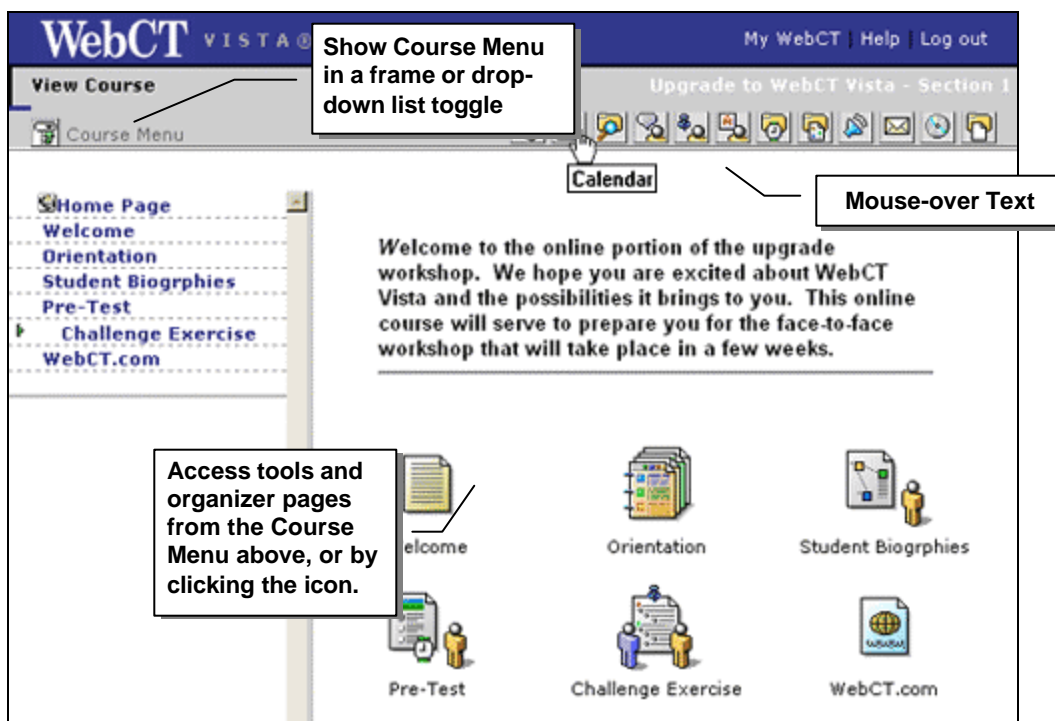 WebCT VISTA®
My WebCT | Help | Log out
Show Course Menu
in a frame or drop-
down list toggle
View Course
Upgrade to WebCT Vista - Section 1
Course Menu
Calendar
Mouse-over Text
Home Page
Welcome
Orientation
Student Biogrphies
Pre-Test
Challenge Exercise
WebCT.com
Welcome to the online portion of the upgrade
workshop. We hope you are excited about WebCT
Vista and the possibilities it brings to you. This online
course will serve to prepare you for the face-to-face
workshop that will take place in a few weeks.
Access tools and
organizer pages
from the Course
Menu above, or by
clicking the icon.
elcome
Orientation
Student Biogrphies
Pre-Test
Challenge Exercise
WebCT.com